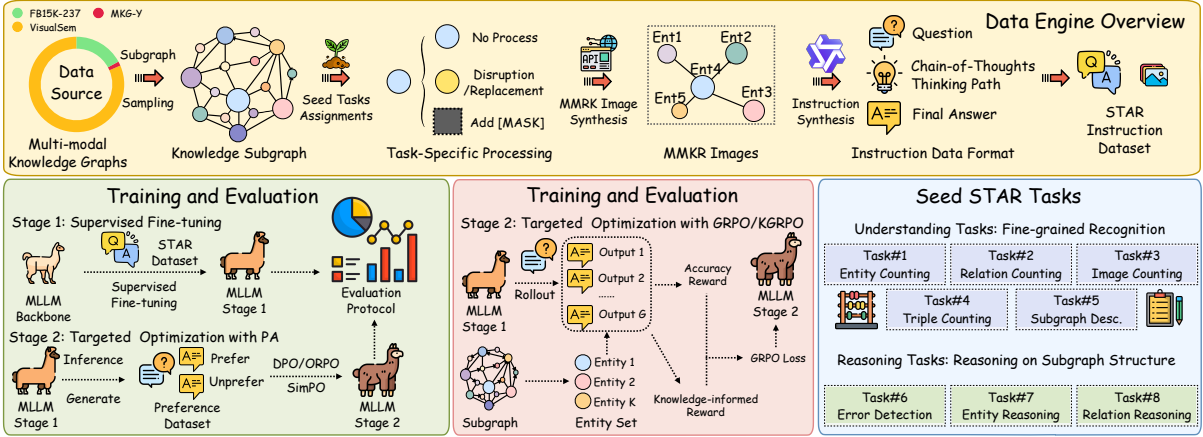 FB15K-237
MKG-Y
VisualSem
Data
Source
Multi-modal
Knowledge Graphs
Subgraph
Sampling
Knowledge Subgraph
Seed Tasks
Assignments
No Process
Disruption
/Replacement
Add [MASK]
Task-Specific Processing
API
MMRK Image
Synthesis
Ent1
Ent2
Ent4
Ent5
Ent3
MMKR Images
Instruction
Synthesis
Data Engine Overview
Question
Chain-of-Thoughts
Thinking Path
A
Final Answer
Instruction Data Format
Q
A
STAR
Instruction
Dataset
Training and Evaluation
Stage 1: Supervised Fine-tuning
MLLM
Backbone
Q
A
STAR
Dataset
Supervised
Fine-tuning
MLLM
Stage 1
Evaluation
Protocol
Stage 2: Targeted Optimization with PA
MLLM
Stage 1
Inference
Generate
A
Prefer
A
Unprefer
Preference
Dataset
DPO/ORPO
SimPO
MLLM
Stage 2
Training and Evaluation
Stage 2: Targeted Optimization with GRPO/KGRPO
MLLM
Stage 1
Rollout
A
Output 1
A
Output 2
......
A
Output G
Accuracy
Reward
MLLM
Stage 2
GRPO Loss
Subgraph
Entity 1
Entity 2
Entity K
Entity Set
Knowledge-informed
Reward
Seed STAR Tasks
Understanding Tasks: Fine-grained Recognition
Task#1
Entity Counting
Task#2
Relation Counting
Task#3
Image Counting
Task#4
Triple Counting
Task#5
Subgraph Desc.
Reasoning Tasks: Reasoning on Subgraph Structure
Task#6
Error Detection
Task#7
Entity Reasoning
Task#8
Relation Reasoning